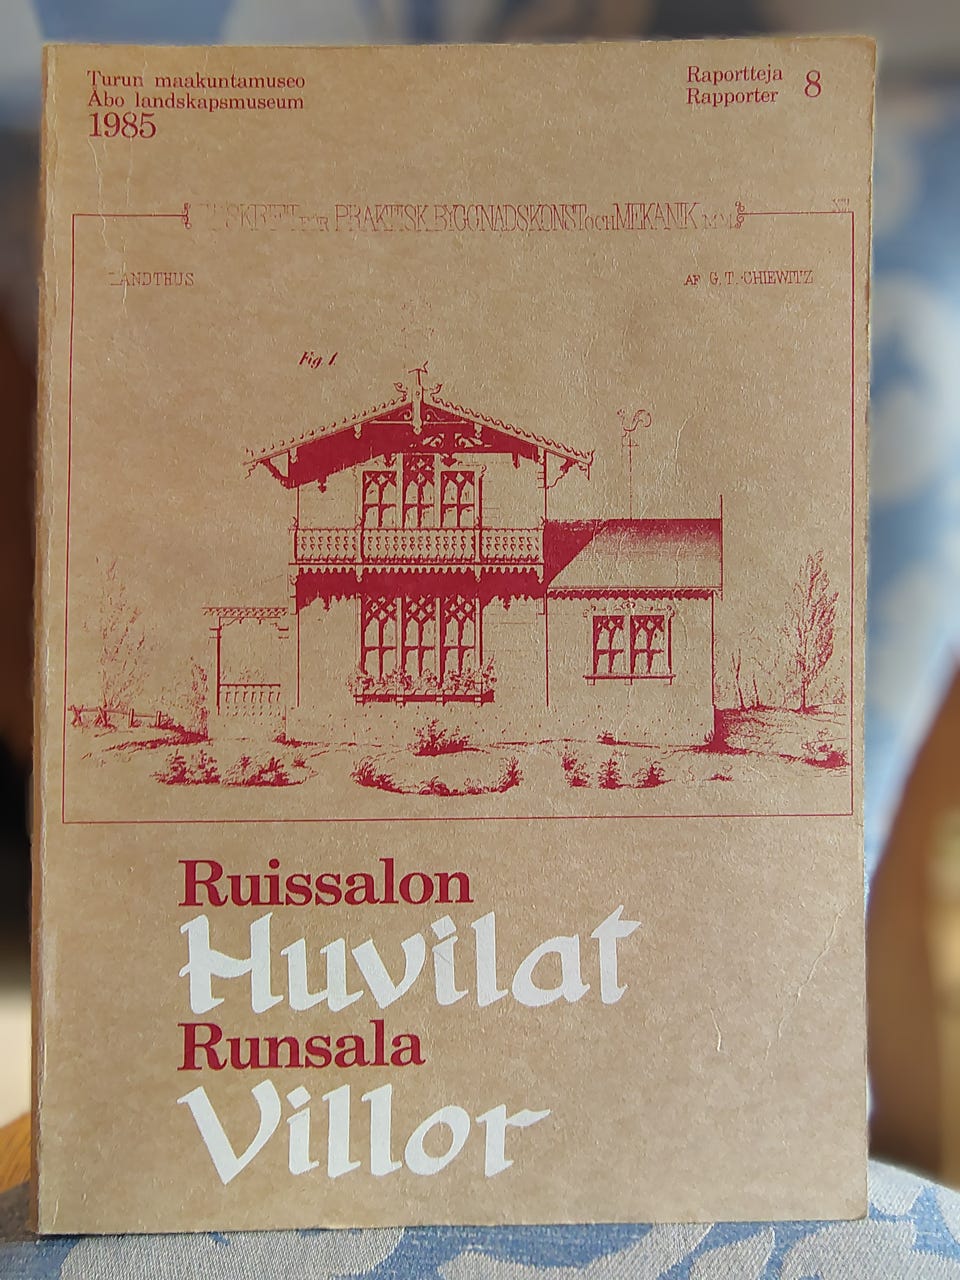 Turun maakuntamuseo
Åbo landskapsmuseum
1985
Raportteja
Rapporter 8
PRAKTISK BYGGNADSKONST OCH MEKANIK M.M.
LANDTHUS
AF G. T. CHIEWITZ
Fig 1.
Ruissalon
Huvilat
Runsala
Villor